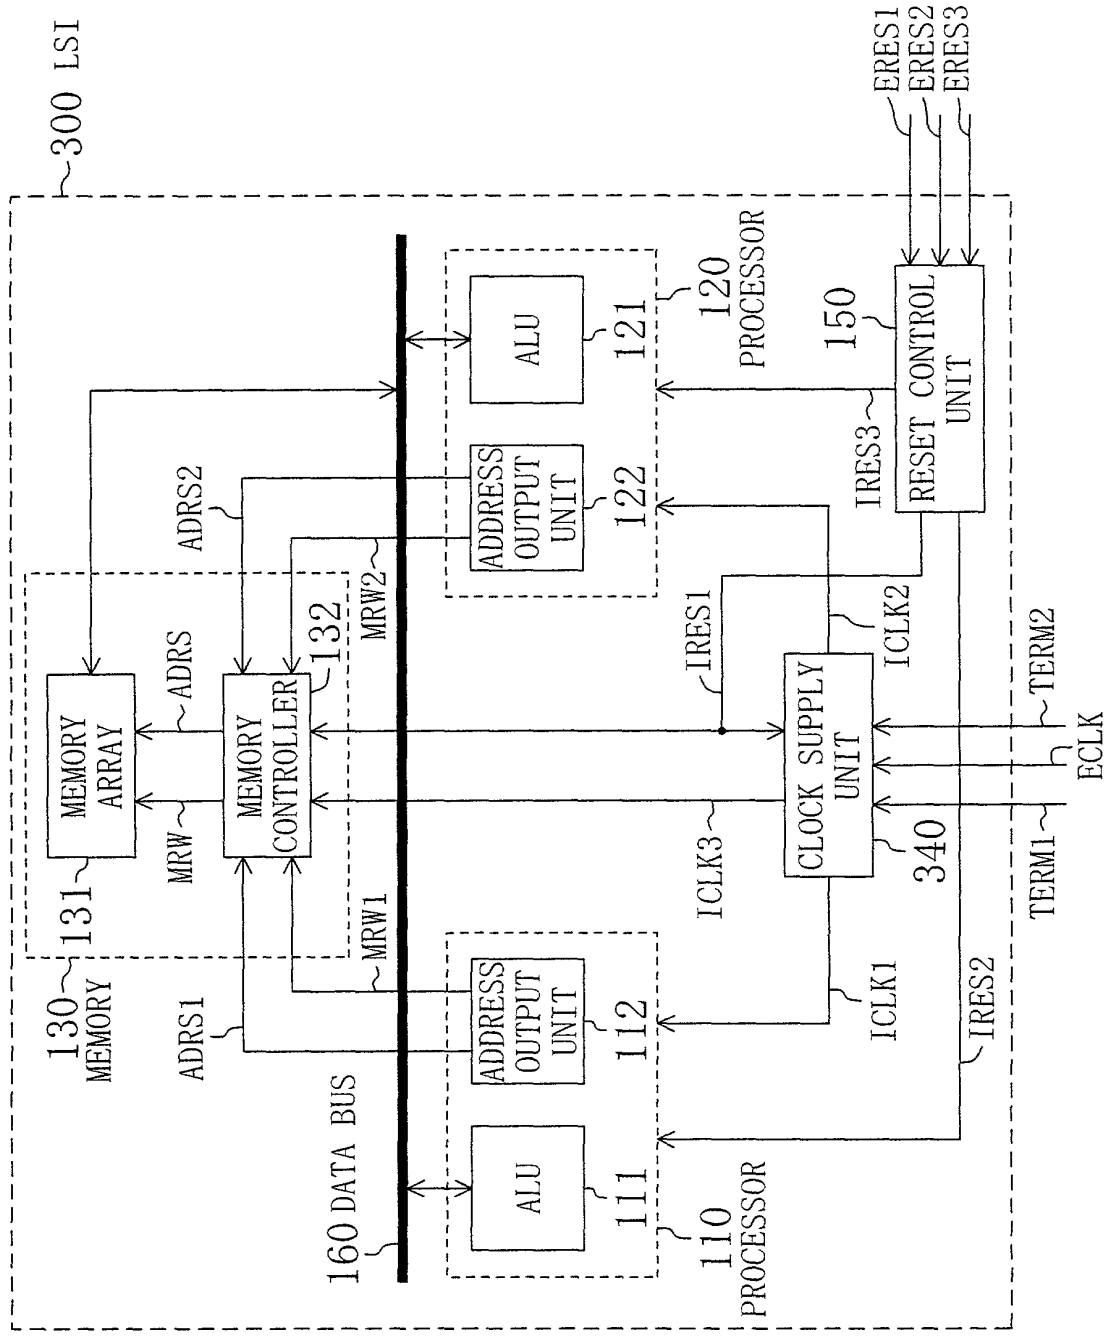 300 LSI
130
MEMORY
131
MEMORY
ARRAY
MRW
ADRS
MEMORY
CONTROLLER
132
ADRS1
MRW1
ADRS2
MRW2
160 DATA BUS
ALU
111
ADDRESS
OUTPUT
UNIT
112
110
PROCESSOR
ADDRESS
OUTPUT
UNIT
122
ALU
121
120
PROCESSOR
ICLK3
IRES1
ICLK1
CLOCK SUPPLY
UNIT
340
ICLK2
IRES3
150
RESET CONTROL
UNIT
IRES2
TERM1
ECLK
TERM2
ERES1
ERES2
ERES3